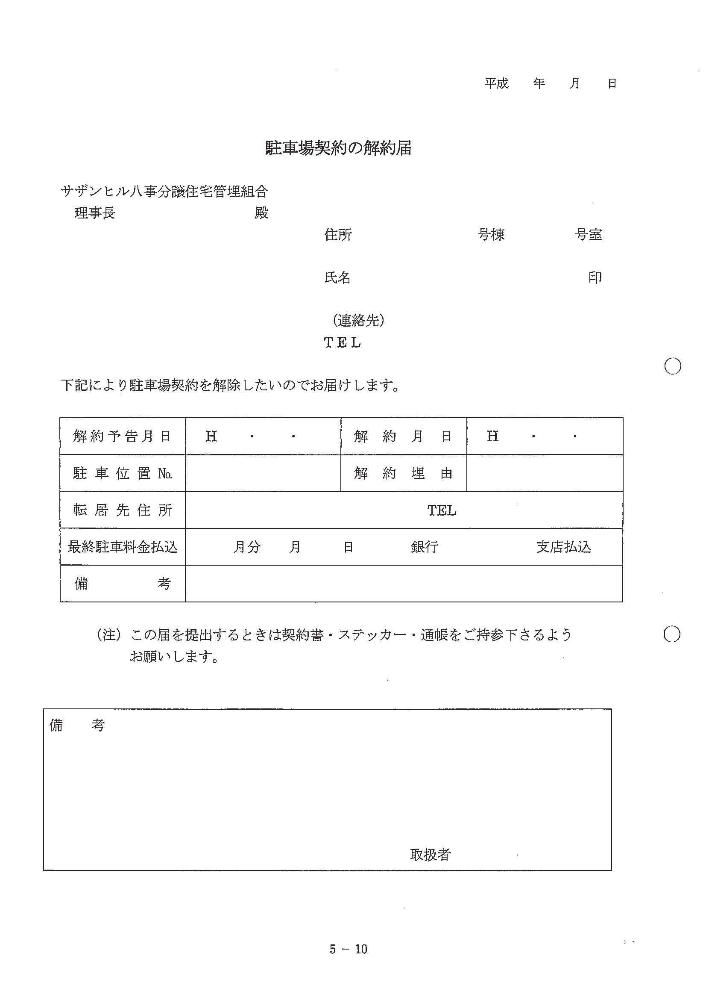 平成　　年　　月　　日
駐車場契約の解約届
サザンヒル八事分譲住宅管理組合
理事長　　　　　　　　　　殿
住所　　　　　　　　　号棟　　　　　号室
氏名　　　　　　　　　　　　　　　　　印
（連絡先）
ＴＥＬ
下記により駐車場契約を解除したいのでお届けします。
解約予告月日　H　・　・　解約月日　H　・　・
駐車位置No.　解約理由
転居先住所　TEL
最終駐車料金払込　月分　月　日　銀行　支店払込
備　考
（注）この届を提出するときは契約書・ステッカー・通帳をご持参下さるよう
お願いします。
備　考
取扱者
5 － 10